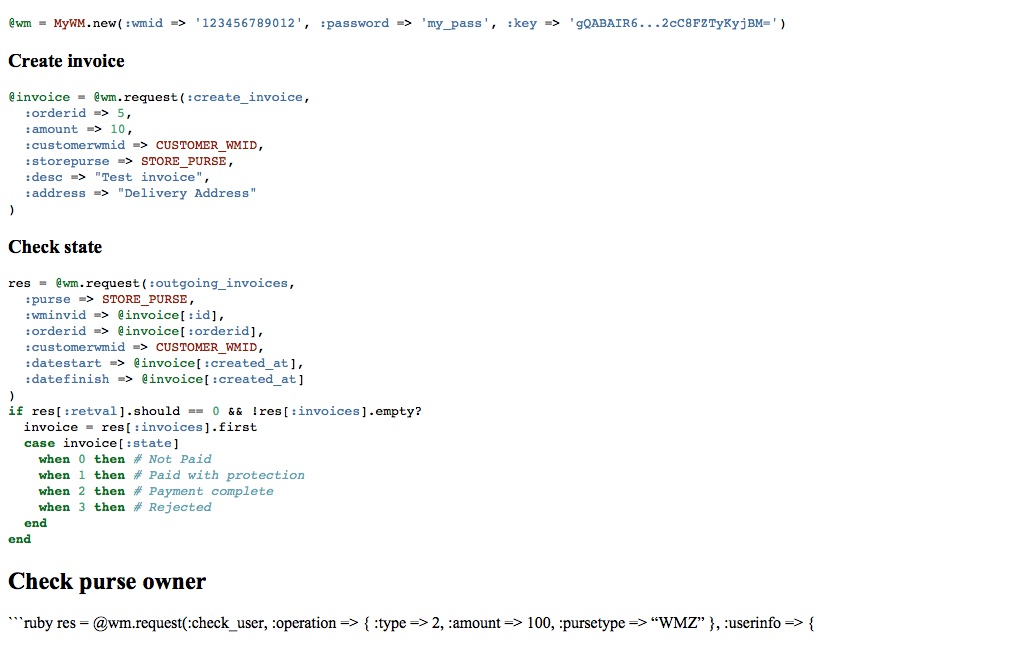 @wm = MyWM.new(:wmid => '123456789012', :password => 'my_pass', :key => 'gQABAIR6...2cC8FZTyKyjBM=')
Create invoice
@invoice = @wm.request(:create_invoice,
  :orderid => 5,
  :amount => 10,
  :customerwmid => CUSTOMER_WMID,
  :storepurse => STORE_PURSE,
  :desc => "Test invoice",
  :address => "Delivery Address"
)
Check state
res = @wm.request(:outgoing_invoices,
  :purse => STORE_PURSE,
  :wminvid => @invoice[:id],
  :orderid => @invoice[:orderid],
  :customerwmid => CUSTOMER_WMID,
  :datestart => @invoice[:created_at],
  :datefinish => @invoice[:created_at]
)
if res[:retval].should == 0 && !res[:invoices].empty?
  invoice = res[:invoices].first
  case invoice[:state]
    when 0 then # Not Paid
    when 1 then # Paid with protection
    when 2 then # Payment complete
    when 3 then # Rejected
  end
end
Check purse owner
```ruby res = @wm.request(:check_user, :operation => { :type => 2, :amount => 100, :pursetype => “WMZ” }, :userinfo => {